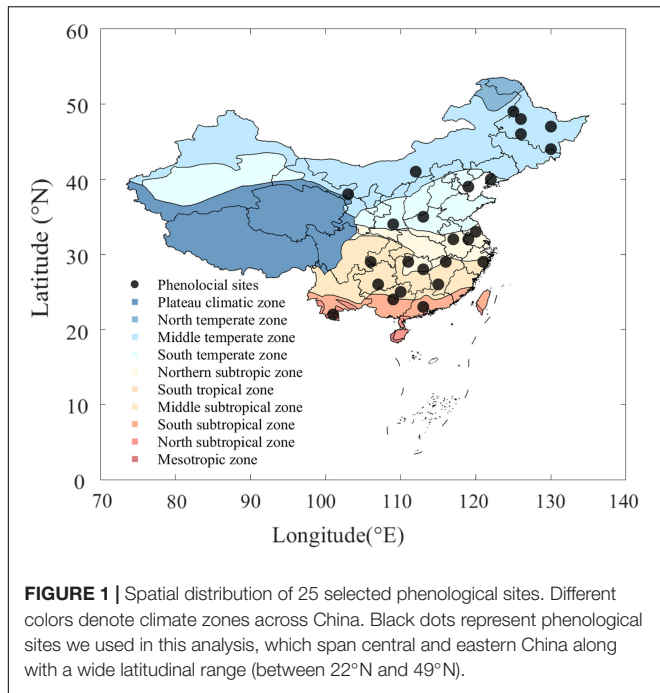 60
50
40
30
20
10
0
Latitude (°N)
Phenolocial sites
Plateau climatic zone
North temperate zone
Middle temperate zone
South temperate zone
Northern subtropic zone
South tropical zone
Middle subtropical zone
South subtropical zone
North subtropical zone
Mesotropic zone
70 80 90 100 110 120 130 140
Longitude(°E)
FIGURE 1 | Spatial distribution of 25 selected phenological sites. Different
colors denote climate zones across China. Black dots represent phenological
sites we used in this analysis, which span central and eastern China along
with a wide latitudinal range (between 22°N and 49°N).